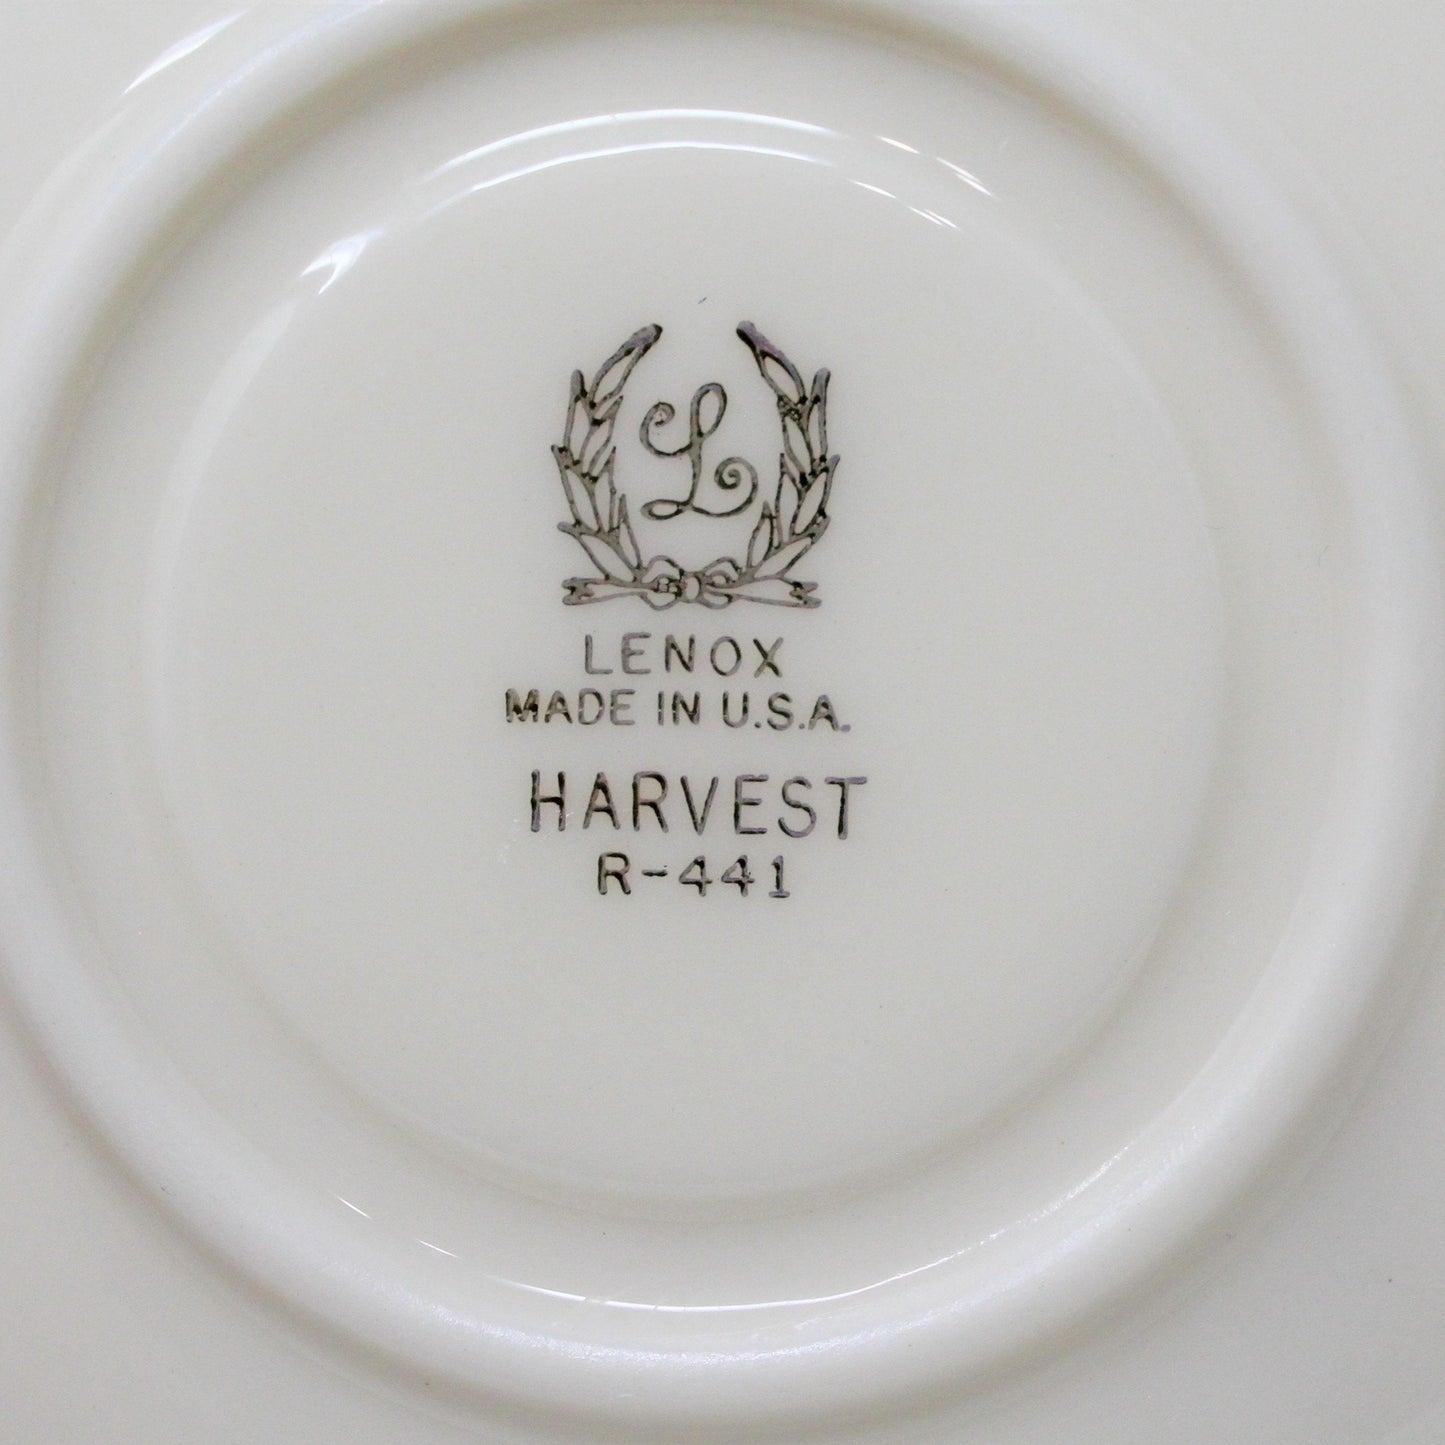 L
LENOX
MADE IN U.S.A.
HARVEST
R-441